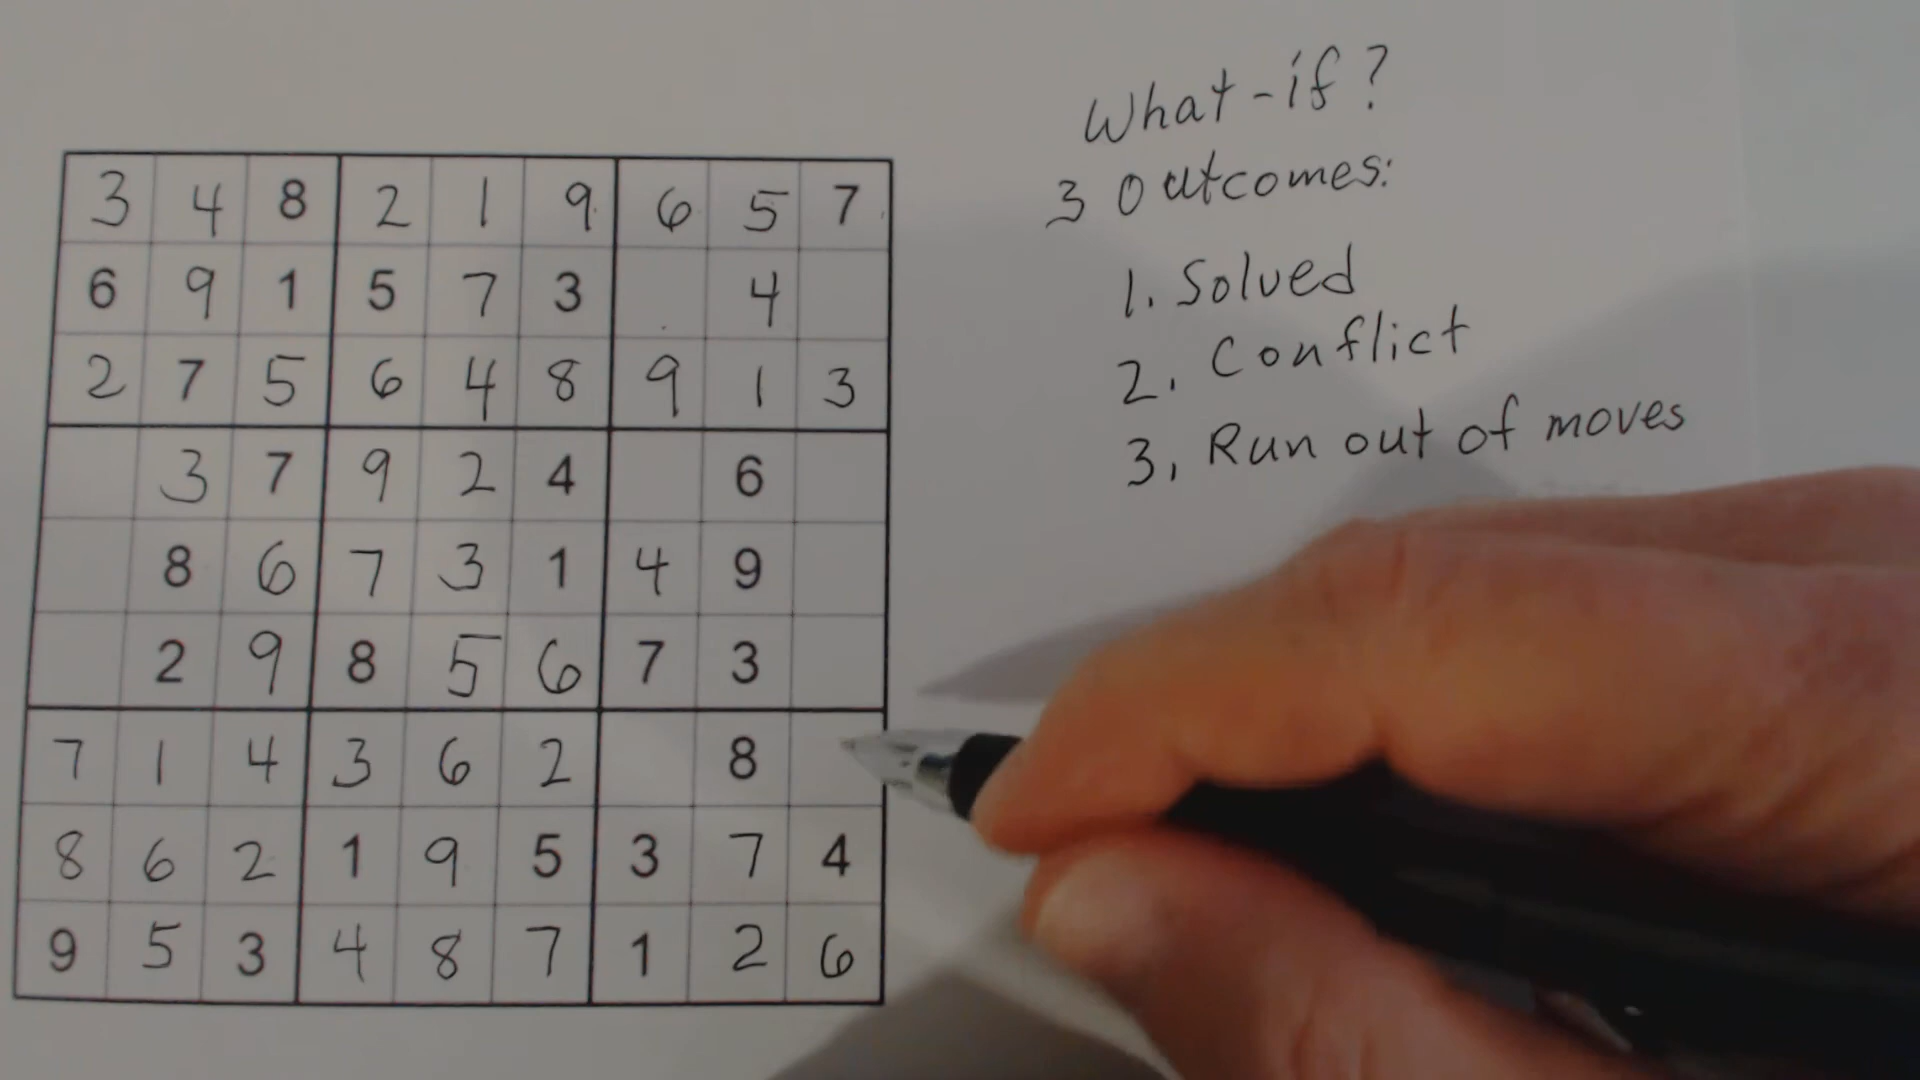 3 4 8 2 1 9 6 5 7
6 9 1 5 7 3 4
2 7 5 6 4 8 9 1 3
3 7 9 2 4 6
8 6 7 3 1 4 9
2 9 8 5 6 7 3
7 1 4 3 6 2 8
8 6 2 1 9 5 3 7 4
9 5 3 4 8 7 1 2 6
What-if?
3 Outcomes:
1. Solved
2. Conflict
3, Run out of moves